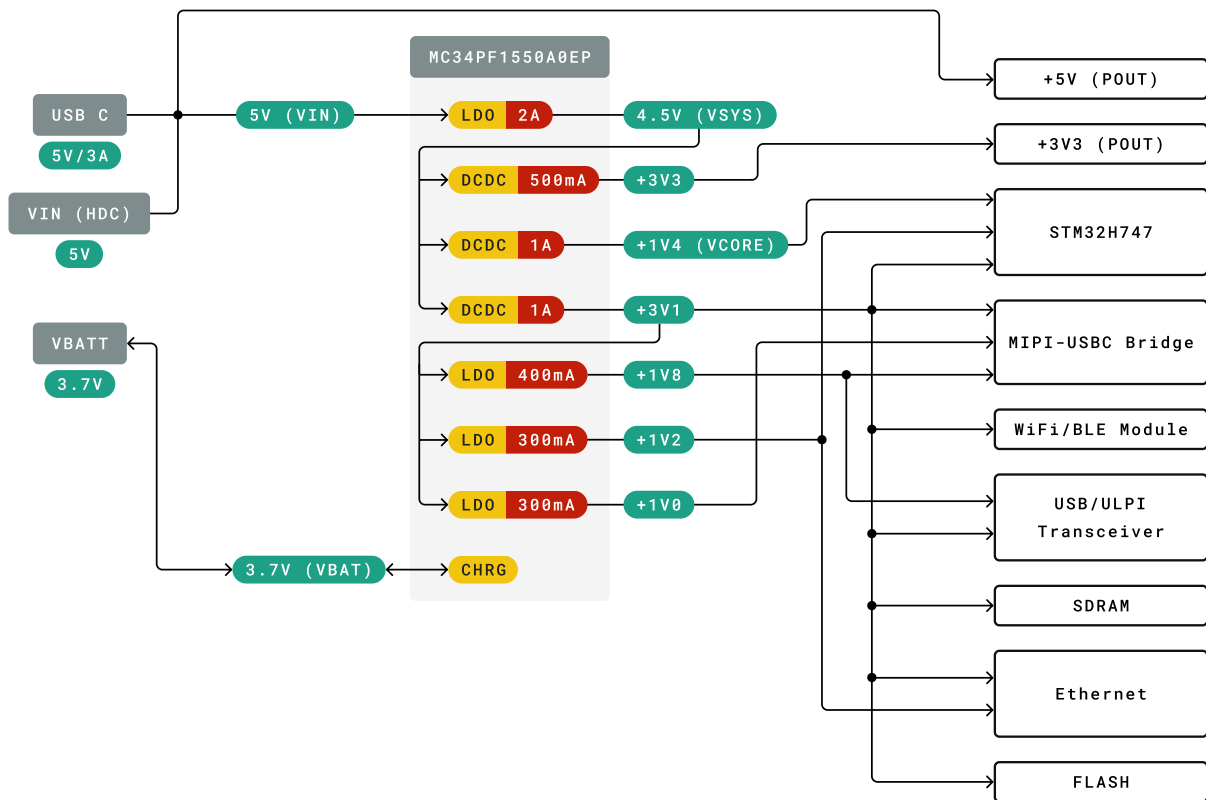 MC34PF1550A0EP
USB C
5V/3A
VIN (HDC)
5V
VBATT
3.7V
5V (VIN)
LDO 2A
4.5V (VSYS)
DCDC 500mA
+3V3
DCDC 1A
+1V4 (VCORE)
DCDC 1A
+3V1
LDO 400mA
+1V8
LDO 300mA
+1V2
LDO 300mA
+1V0
3.7V (VBAT)
CHRG
+5V (POUT)
+3V3 (POUT)
STM32H747
MIPI-USBC Bridge
WiFi/BLE Module
USB/ULPI
Transceiver
SDRAM
Ethernet
FLASH